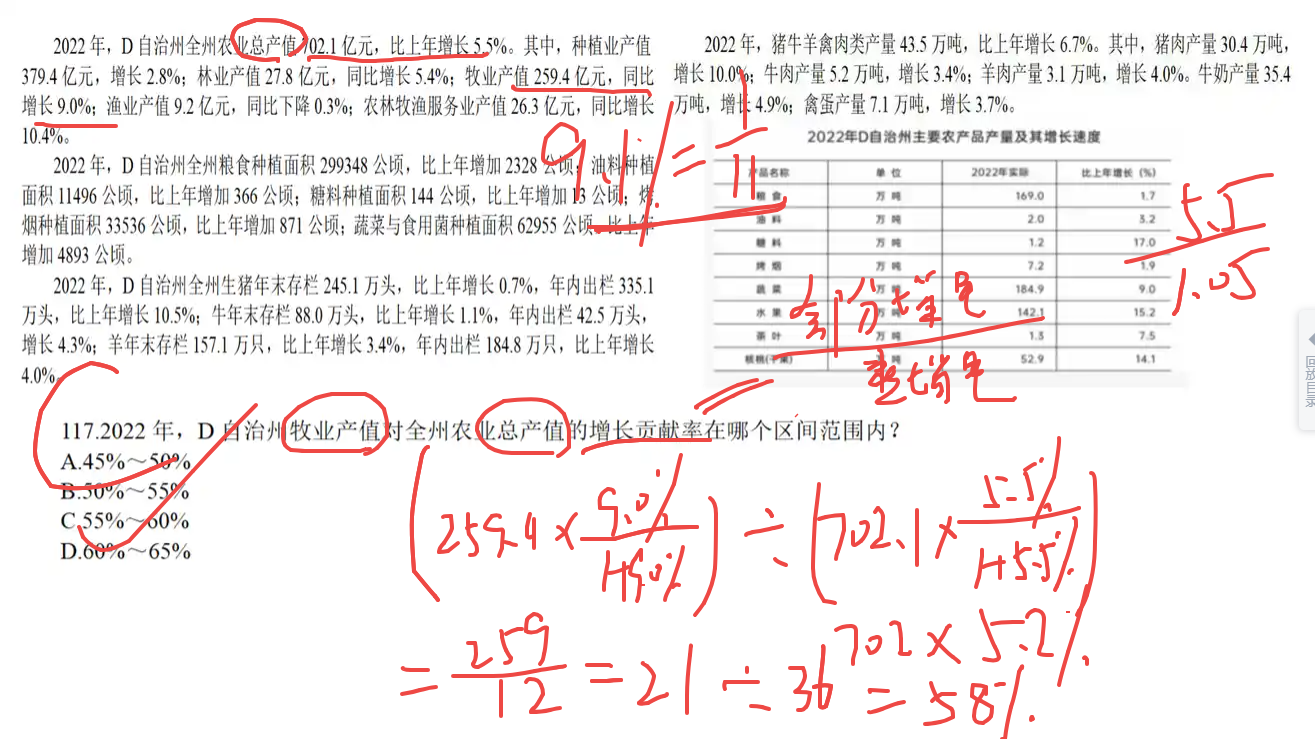 2022 年，D 自治州全州农业总产值 702.1 亿元，比上年增长 5.5%。其中，种植业产值
379.4 亿元，增长 2.8%；林业产值 27.8 亿元，同比增长 5.4%；牧业产值 259.4 亿元，同比
增长 9.0%；渔业产值 9.2 亿元，同比下降 0.3%；农林牧渔服务业产值 26.3 亿元，同比增长
10.4%。
2022 年，D 自治州全州粮食种植面积 299348 公顷，比上年增加 2328 公顷；油料种植
面积 11496 公顷，比上年增加 366 公顷；糖料种植面积 144 公顷，比上年增加 13 公顷；烤
烟种植面积 33536 公顷，比上年增加 871 公顷；蔬菜与食用菌种植面积 62955 公顷，比上年
增加 4893 公顷。
2022 年，D 自治州全州生猪年末存栏 245.1 万头，比上年增长 0.7%，年内出栏 335.1
万头，比上年增长 10.5%；牛年末存栏 88.0 万头，比上年增长 1.1%，年内出栏 42.5 万头，
增长 4.3%；羊年末存栏 157.1 万只，比上年增长 3.4%，年内出栏 184.8 万只，比上年增长
4.0%。
2022 年，猪牛羊禽肉类产量 43.5 万吨，比上年增长 6.7%。其中，猪肉产量 30.4 万吨，
增长 10.0%；牛肉产量 5.2 万吨，增长 3.4%；羊肉产量 3.1 万吨，增长 4.0%。牛奶产量 35.4
万吨，增长 4.9%；禽蛋产量 7.1 万吨，增长 3.7%。
2022年D自治州主要农产品产量及其增长速度
产品名称 单 位 2022年实际 比上年增长 (%)
粮 食 万 吨 169.0 1.7
油 料 万 吨 2.0 3.2
糖 料 万 吨 1.2 17.0
烤 烟 万 吨 7.2 1.9
蔬 菜 万 吨 184.9 9.0
水 果 万 吨 142.1 15.2
茶 叶 万 吨 1.3 7.5
核桃(干果) 万 吨 52.9 14.1
9.1%=1/11
5.5/1.05
部分增量
整体增量
117.2022 年，D 自治州牧业产值对全州农业总产值的增长贡献率在哪个区间范围内？
A.45%～50%
B.50%～55%
C.55%～60%
D.60%～65%
(259.4×9.0%/1+9.0%)÷(702.1×5.5%/1+5.5%)
702×5.2%
=259/12=21÷36=58%
回放目录